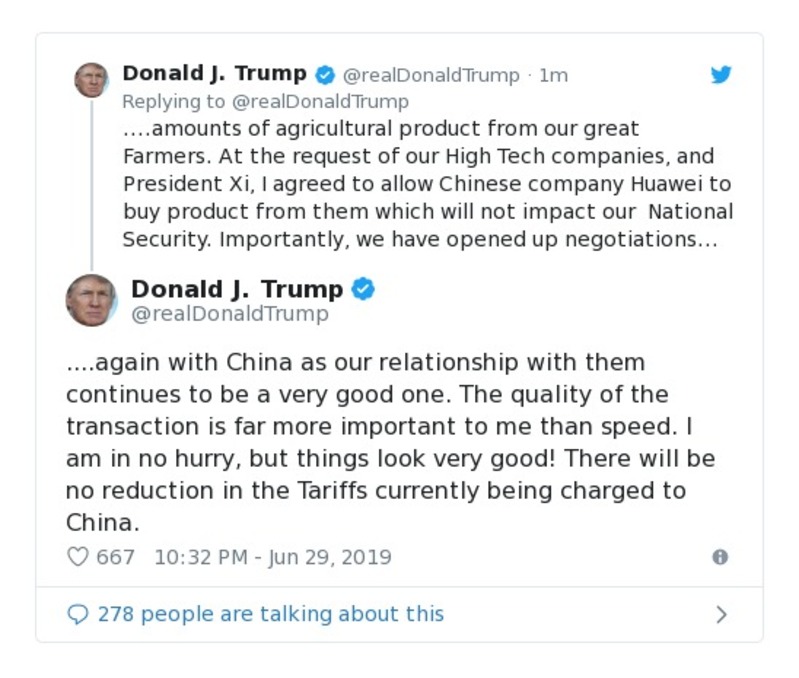 Donald J. Trump @realDonaldTrump · 1m
Replying to @realDonaldTrump
....amounts of agricultural product from our great
Farmers. At the request of our High Tech companies, and
President Xi, I agreed to allow Chinese company Huawei to
buy product from them which will not impact our  National
Security. Importantly, we have opened up negotiations...
Donald J. Trump
@realDonaldTrump
....again with China as our relationship with them
continues to be a very good one. The quality of the
transaction is far more important to me than speed. I
am in no hurry, but things look very good! There will be
no reduction in the Tariffs currently being charged to
China.
667 10:32 PM - Jun 29, 2019
278 people are talking about this